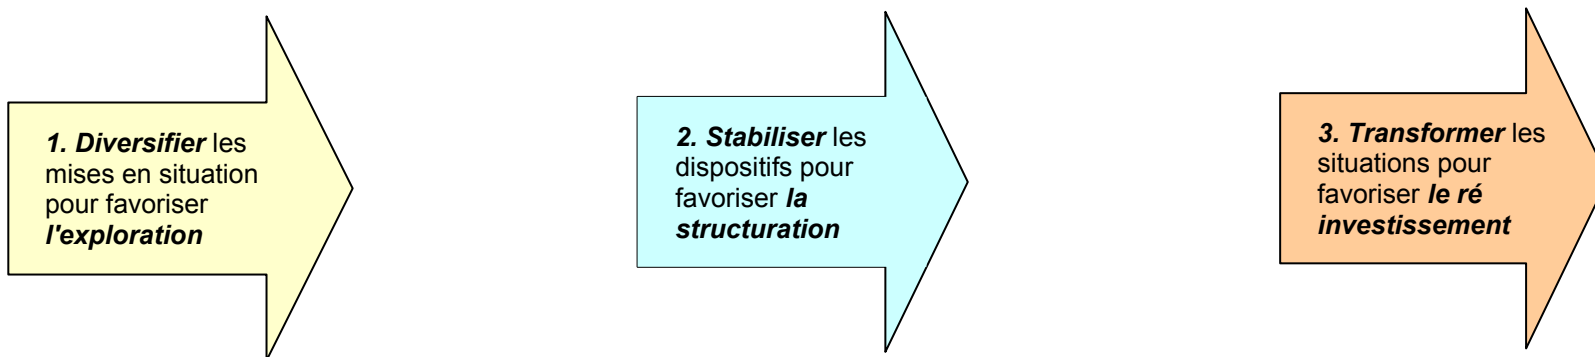 1. Diversifier les
mises en situation
pour favoriser
l'exploration
2. Stabiliser les
dispositifs pour
favoriser la
structuration
3. Transformer les
situations pour
favoriser le ré
investissement